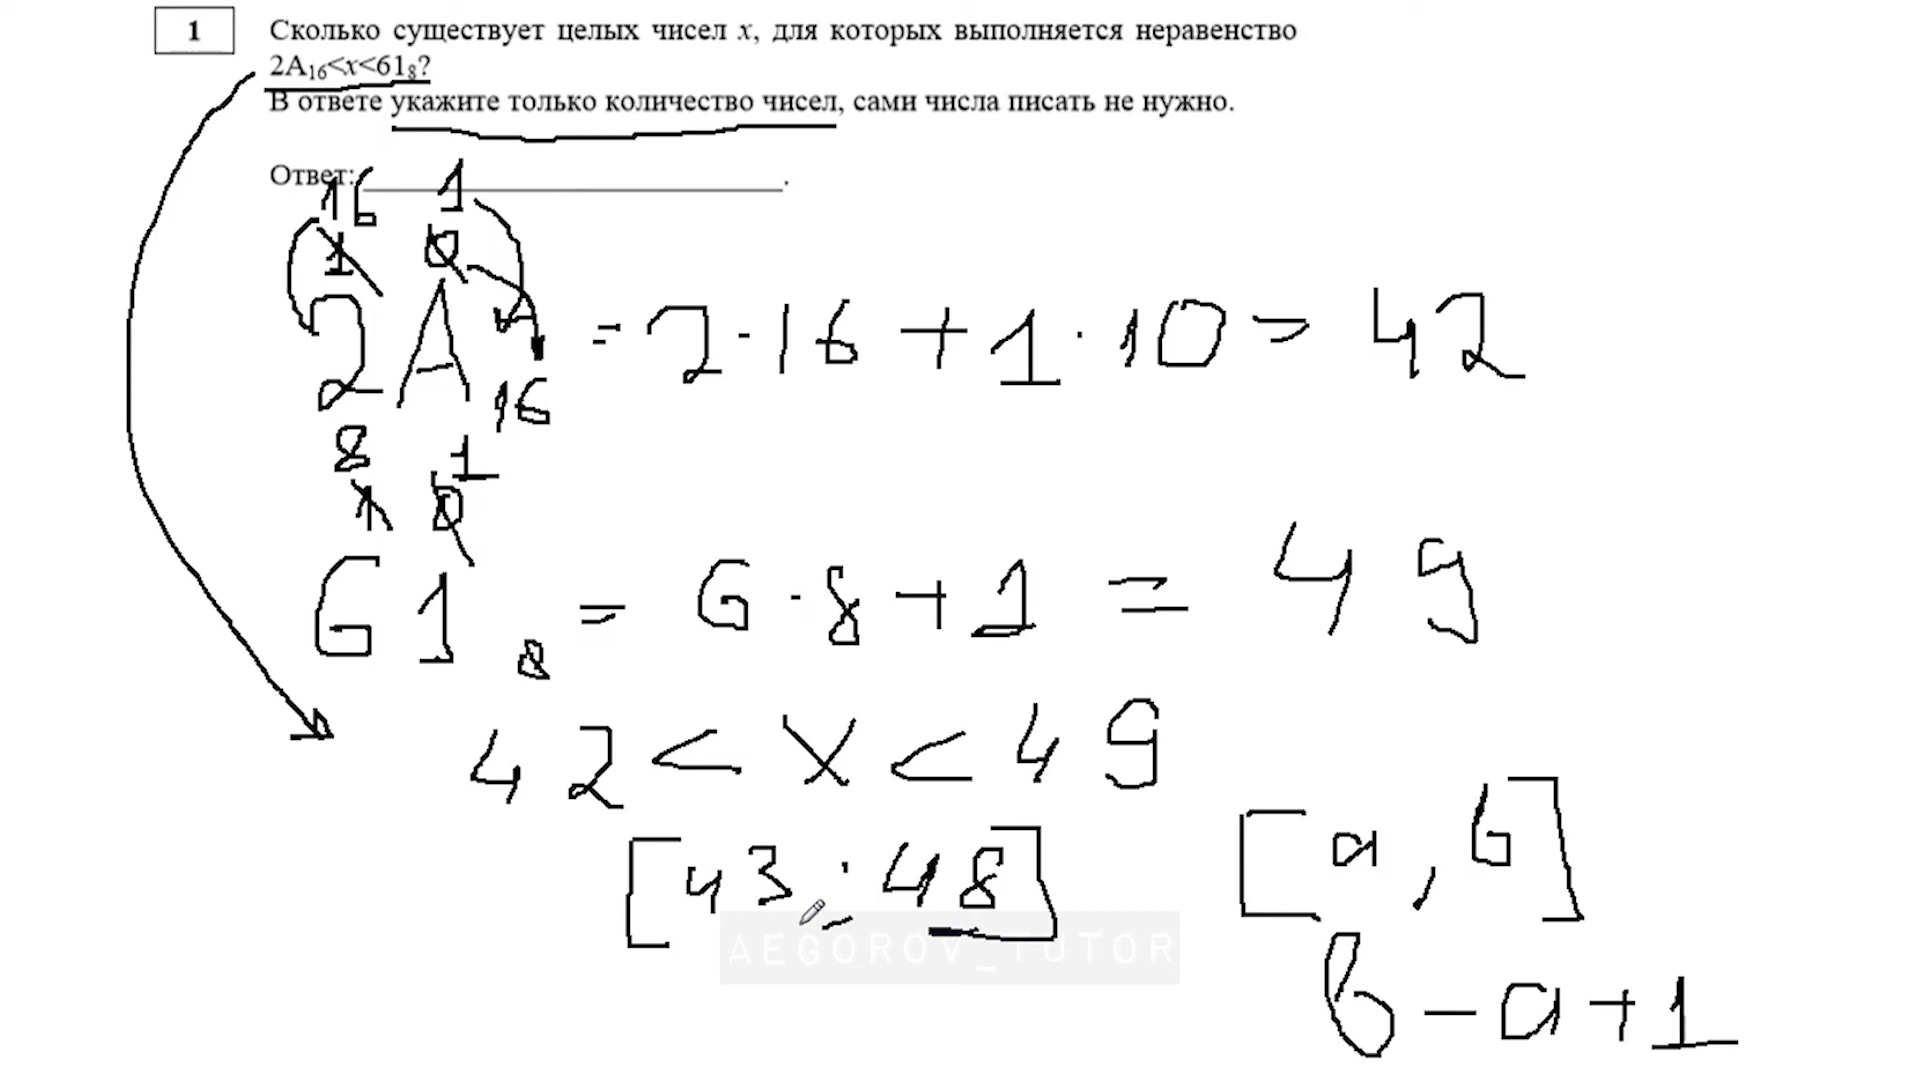 1
Сколько существует целых чисел x, для которых выполняется неравенство
2A₁₆<x<61₈?
В ответе укажите только количество чисел, сами числа писать не нужно.
Ответ: ____________________.
16 1
1 0
2A₁₆ = 2·16 + 1·10 = 42
8 1
1 0
61₈ = 6·8+1 = 49
42 < x < 49
[43; 48]
[a, b]
b - a + 1
AEGOROV_TUTOR